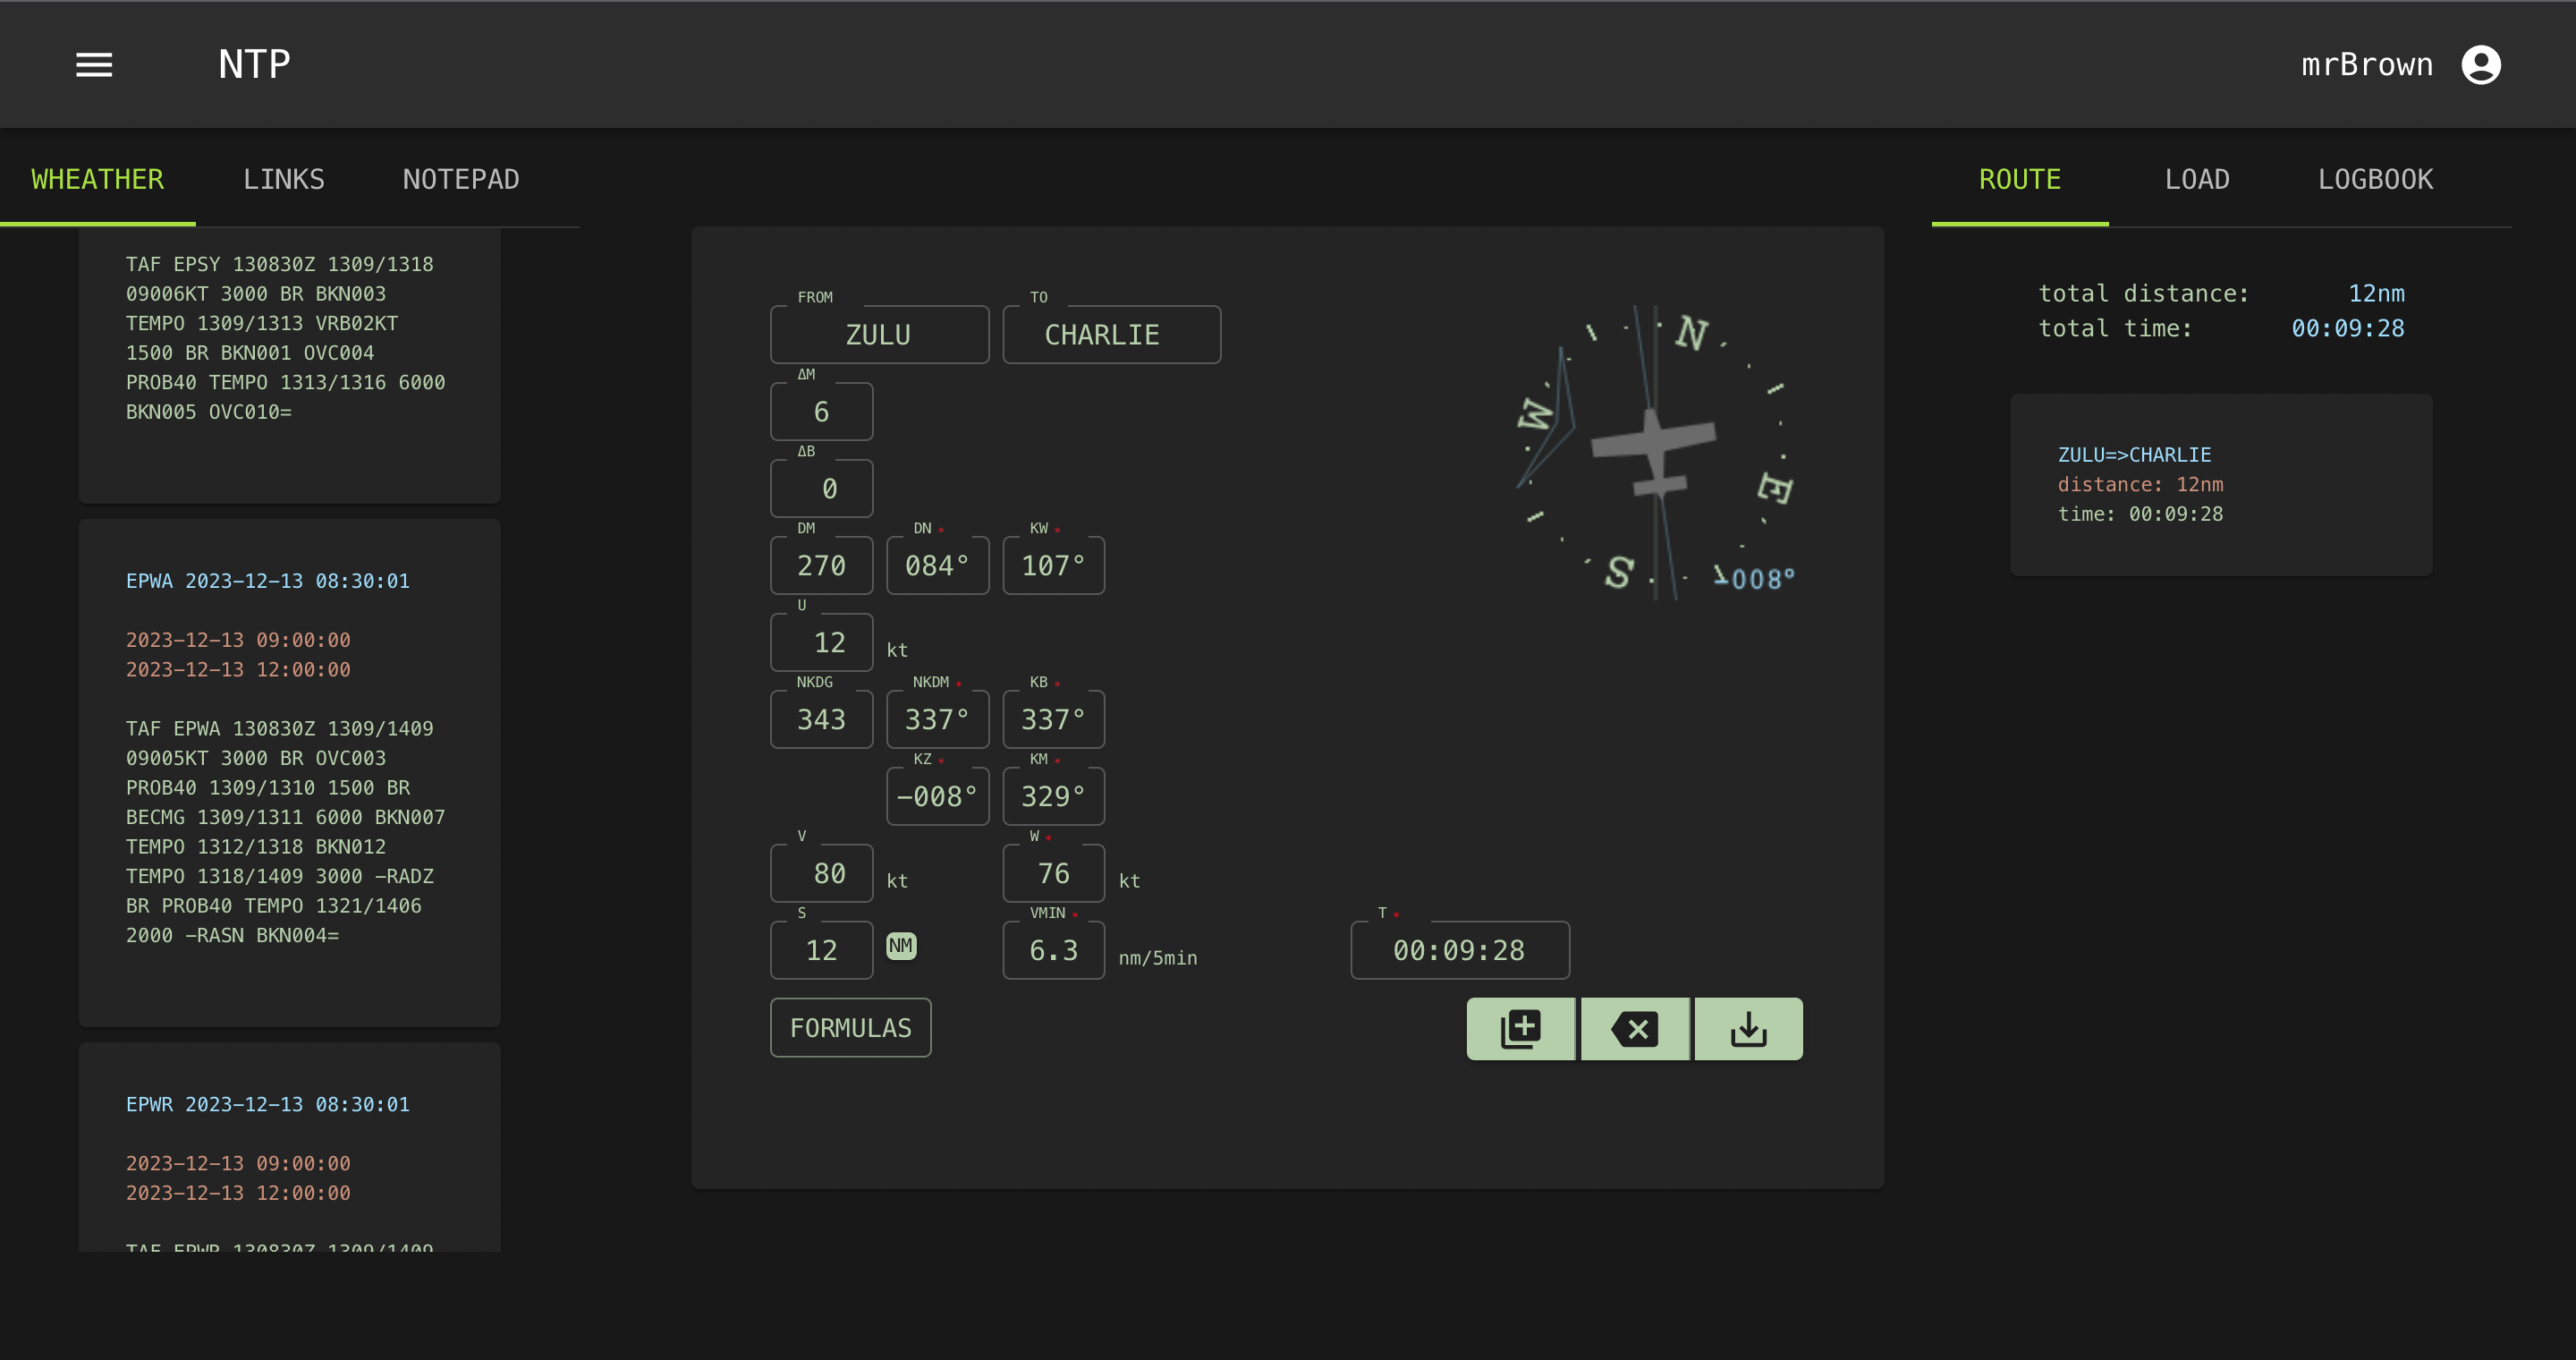 NTP
mrBrown
WHEATHER
LINKS
NOTEPAD
TAF EPSY 130830Z 1309/1318
09006KT 3000 BR BKN003
TEMPO 1309/1313 VRB02KT
1500 BR BKN001 OVC004
PROB40 TEMPO 1313/1316 6000
BKN005 OVC010=
EPWA 2023-12-13 08:30:01
2023-12-13 09:00:00
2023-12-13 12:00:00
TAF EPWA 130830Z 1309/1409
09005KT 3000 BR OVC003
PROB40 1309/1310 1500 BR
BECMG 1309/1311 6000 BKN007
TEMPO 1312/1318 BKN012
TEMPO 1318/1409 3000 -RADZ
BR PROB40 TEMPO 1321/1406
2000 -RASN BKN004=
EPWR 2023-12-13 08:30:01
2023-12-13 09:00:00
2023-12-13 12:00:00
TAF EPWR 130830Z 1309/1409
FROM
ZULU
TO
CHARLIE
ΔM
6
ΔB
0
DM
270
DN *
084°
KW *
107°
U
12
kt
NKDG
343
NKDM *
337°
KB *
337°
KZ *
-008°
KM *
329°
V
80
kt
W *
76
kt
S
12
NM
VMIN *
6.3
nm/5min
T *
00:09:28
FORMULAS
N
W
E
S
-008°
ROUTE
LOAD
LOGBOOK
total distance: 12nm
total time: 00:09:28
ZULU=>CHARLIE
distance: 12nm
time: 00:09:28